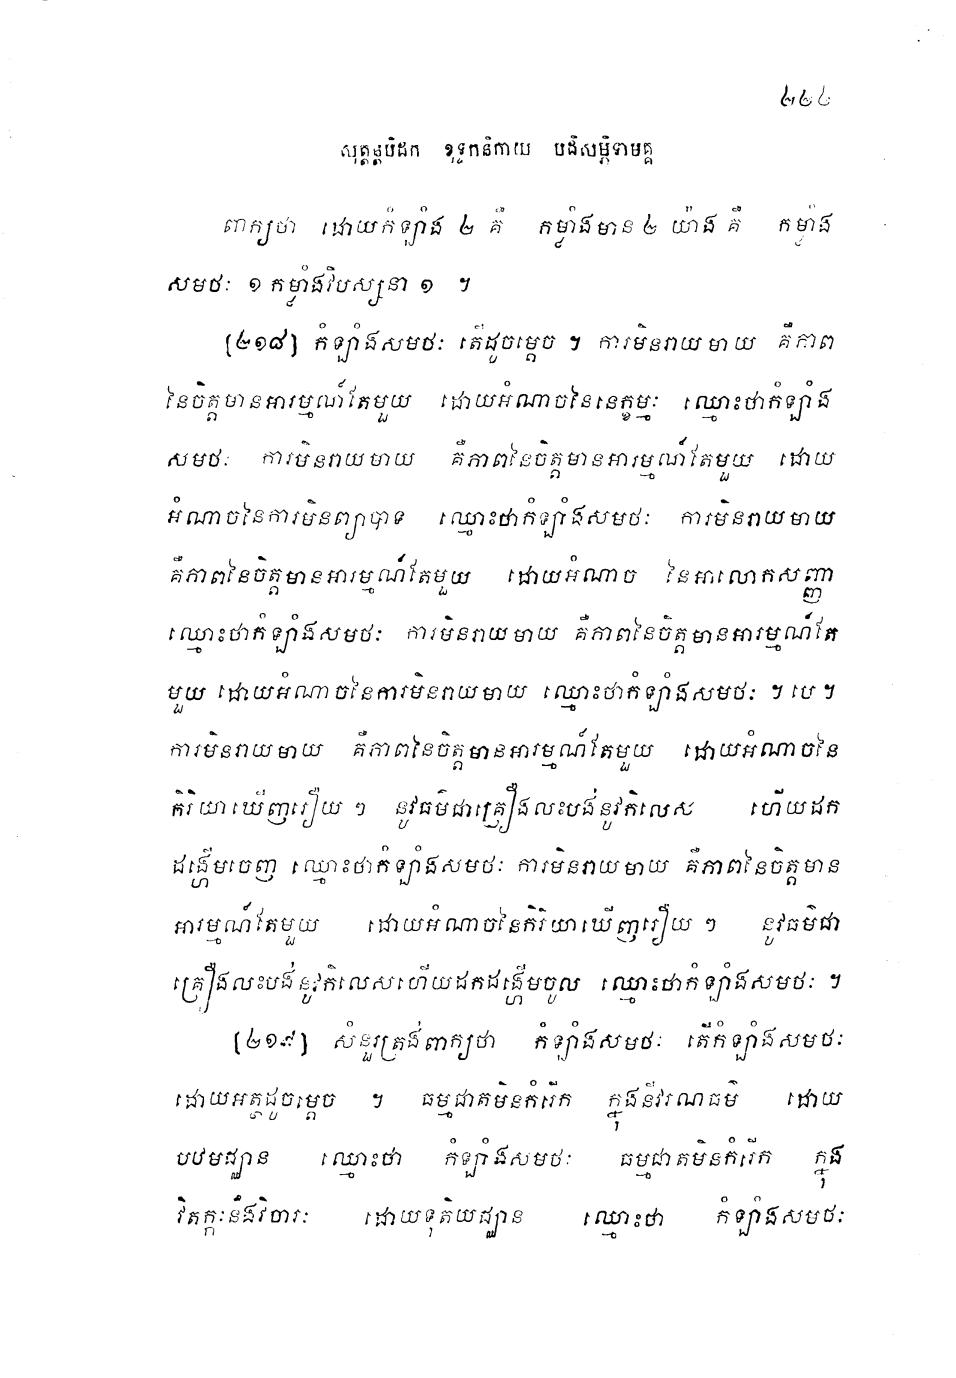 ២២៤
សុត្តន្តបិដក ខុទ្ទកនិកាយ បដិសម្ភិទាមគ្គ
ពាក្យថា ដោយកំឡាំង ២ គឺ កម្លាំងមាន ២ យ៉ាង គឺ កម្លាំង
សមថៈ ១ កម្លាំងវិបស្សនា ១ ។
[២១៨] កំឡាំងសមថៈ តើដូចម្តេច ។ ការមិនរាយមាយ គឺភាព
នៃចិត្តមានអារម្មណ៍តែមួយ ដោយអំណាចនៃនេក្ខម្មៈ ឈ្មោះថាកំឡាំង
សមថៈ ការមិនរាយមាយ គឺភាពនៃចិត្តមានអារម្មណ៍តែមួយ ដោយ
អំណាចនៃការមិនព្យាបាទ ឈ្មោះថាកំឡាំងសមថៈ ការមិនរាយមាយ
គឺភាពនៃចិត្តមានអារម្មណ៍តែមួយ ដោយអំណាច នៃអាលោកសញ្ញា
ឈ្មោះថាកំឡាំងសមថៈ ការមិនរាយមាយ គឺភាពនៃចិត្តមានអារម្មណ៍តែ
មួយ ដោយអំណាចនៃការមិនរាយមាយ ឈ្មោះថាកំឡាំងសមថៈ ។ បេ ។
ការមិនរាយមាយ គឺភាពនៃចិត្តមានអារម្មណ៍តែមួយ ដោយអំណាចនៃ
កិរិយាឃើញរឿយ ៗ នូវធម៌ជាគ្រឿងលះបង់នូវកិលេស ហើយដក
ដង្ហើមចេញ ឈ្មោះថាកំឡាំងសមថៈ ការមិនរាយមាយ គឺភាពនៃចិត្តមាន
អារម្មណ៍តែមួយ ដោយអំណាចនៃកិរិយាឃើញរឿយ ៗ នូវធម៌ជា
គ្រឿងលះបង់នូវកិលេសហើយដកដង្ហើមចូល ឈ្មោះថាកំឡាំងសមថៈ ។
[២១៩] សំនួរត្រង់ពាក្យថា កំឡាំងសមថៈ តើកំឡាំងសមថៈ
ដោយអត្ថដូចម្តេច ។ ធម្មជាតមិនកំរើក ក្នុងនីវរណធម៌ ដោយ
បឋមជ្ឈាន ឈ្មោះថា កំឡាំងសមថៈ ធម្មជាតមិនកំរើក ក្នុង
វិតក្កៈនឹងវិចារៈ ដោយទុតិយជ្ឈាន ឈ្មោះថា កំឡាំងសមថៈ